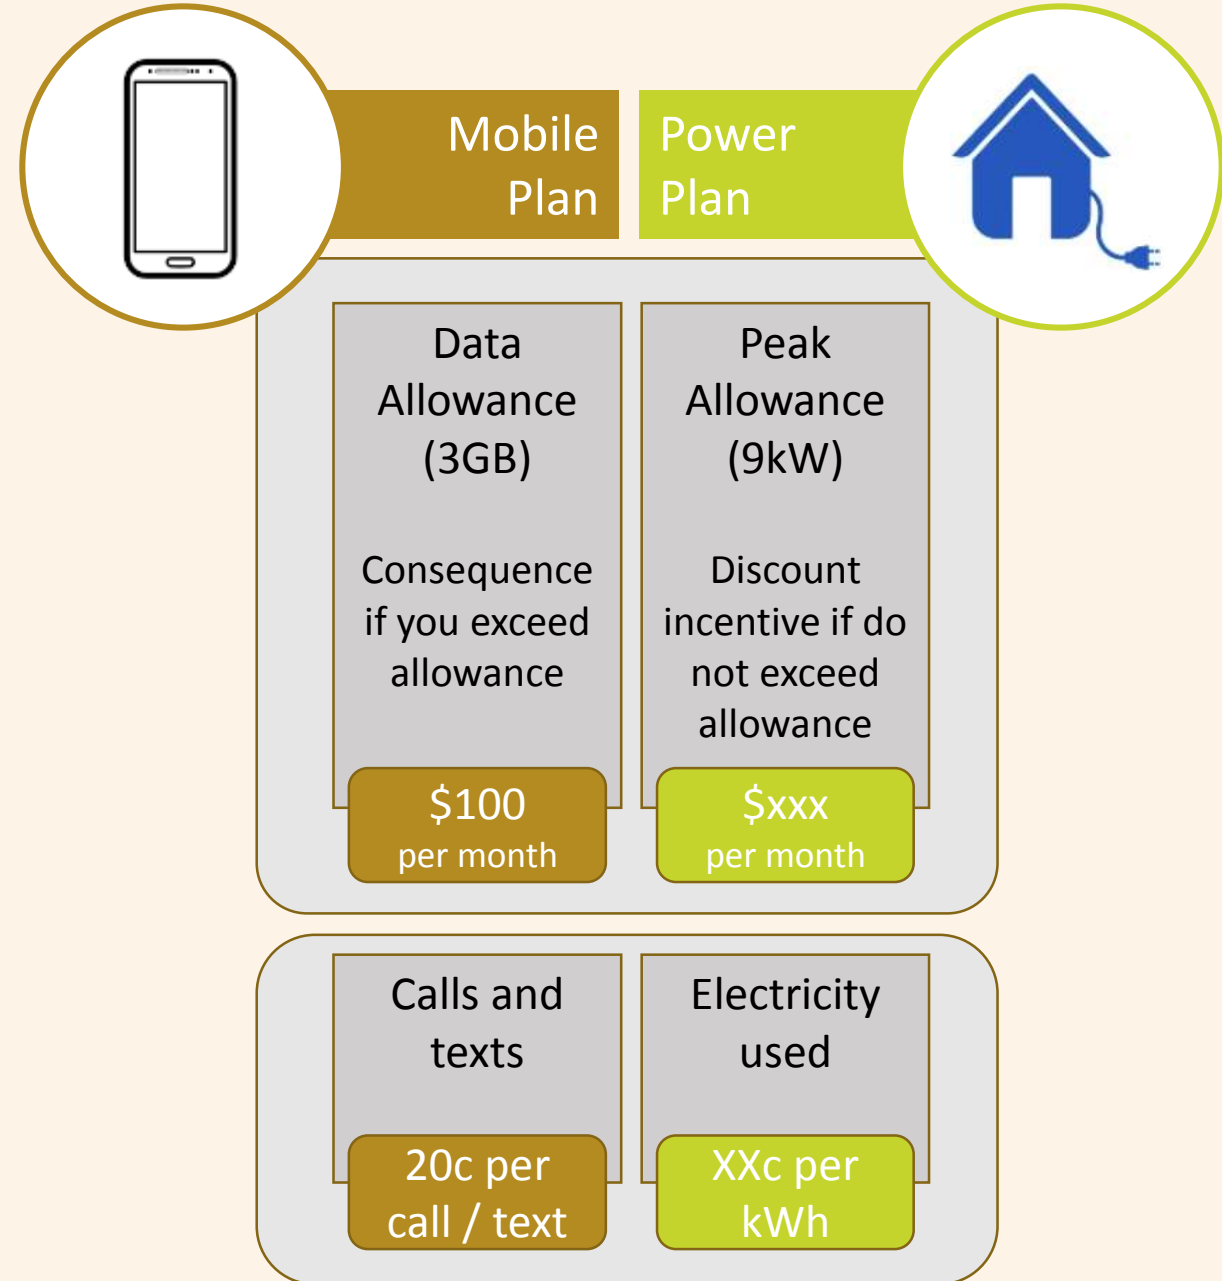 Mobile
Plan
Power
Plan
Data
Allowance
(3GB)
Consequence
if you exceed
allowance
$100
per month
Peak
Allowance
(9kW)
Discount
incentive if do
not exceed
allowance
$xxx
per month
Calls and
texts
20c per
call / text
Electricity
used
XXc per
kWh